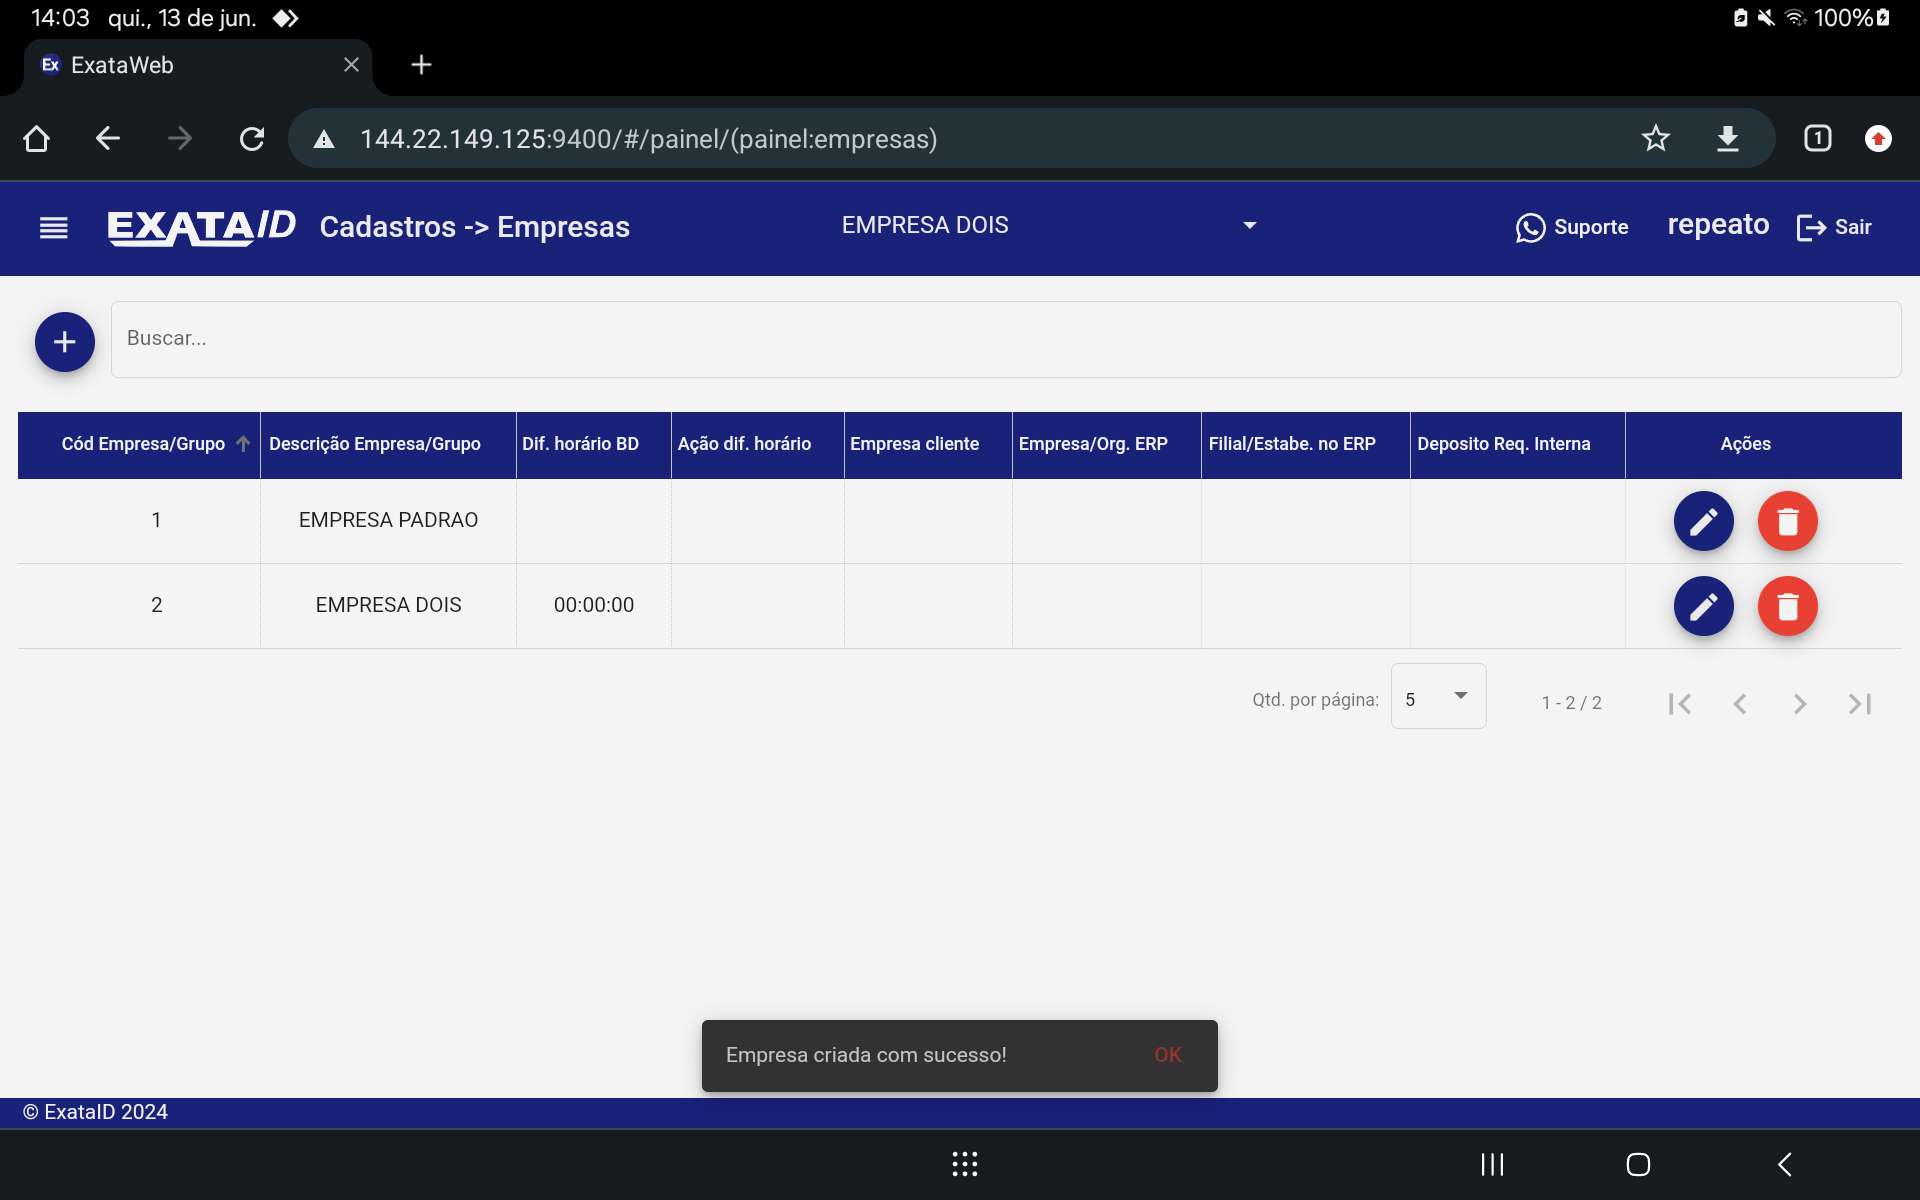 14:03 qui., 13 de jun. 100%
Ex ExataWeb
144.22.149.125:9400/#/painel/(painel:empresas) 1
EXATAID Cadastros -> Empresas EMPRESA DOIS Suporte repeato Sair
Buscar...
Cód Empresa/Grupo Descrição Empresa/Grupo Dif. horário BD Ação dif. horário Empresa cliente Empresa/Org. ERP Filial/Estabe. no ERP Deposito Req. Interna Ações
1 EMPRESA PADRAO
2 EMPRESA DOIS 00:00:00
Qtd. por página: 5 1 - 2 / 2
Empresa criada com sucesso! OK
© ExataID 2024